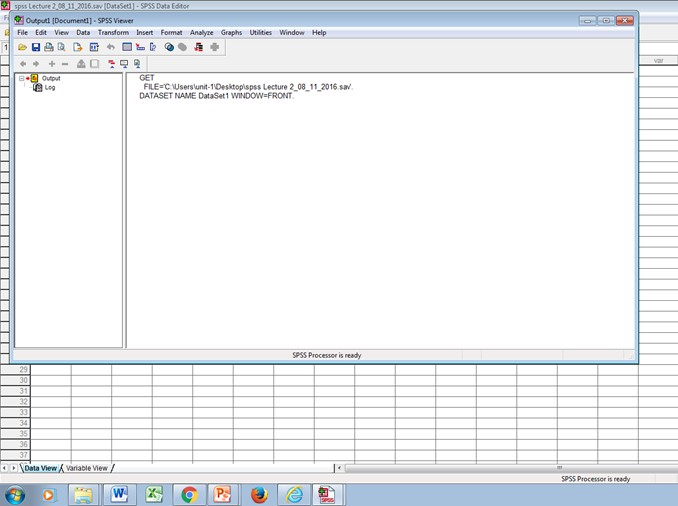 spss Lecture 2_08_11_2016.sav [DataSet1] - SPSS Data Editor
Output1 [Document1] - SPSS Viewer
File Edit View Data Transform Insert Format Analyze Graphs Utilities Window Help
1
var
Output
Log
GET
FILE='C:\Users\unit-1\Desktop\spss Lecture 2_08_11_2016.sav'.
DATASET NAME DataSet1 WINDOW=FRONT.
SPSS Processor is ready
29
30
31
32
33
34
35
36
37
Data View Variable View
SPSS Processor is ready